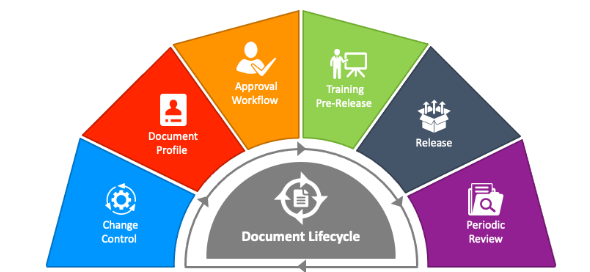 Change
Control
Document
Profile
Approval
Workflow
Training
Pre-Release
Release
Periodic
Review
Document Lifecycle